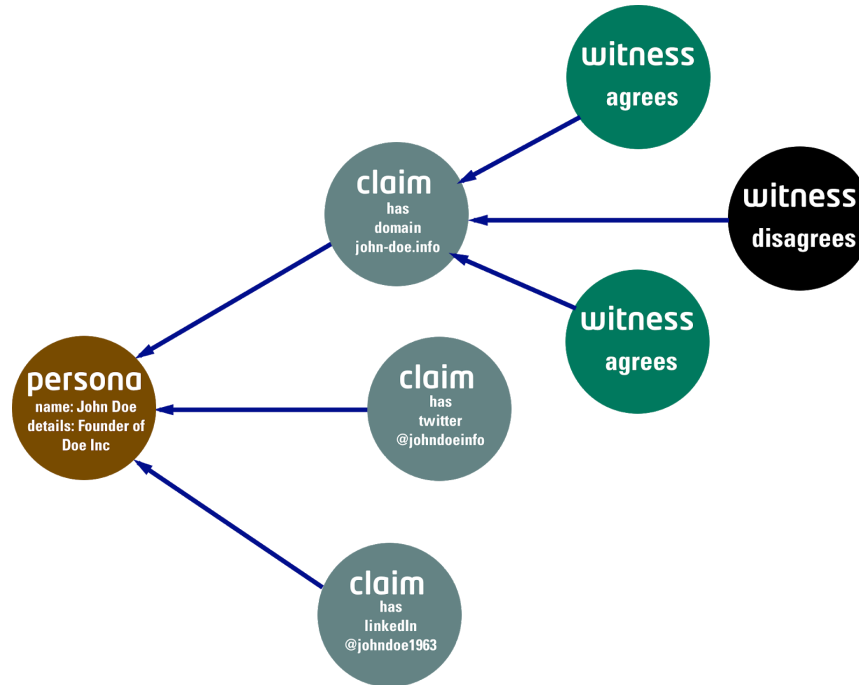 witness
agrees
claim
has
domain
john-doe.info
witness
disagrees
witness
agrees
persona
name: John Doe
details: Founder of
Doe Inc
claim
has
twitter
@johndoeinfo
claim
has
linkedIn
@johndoe1963